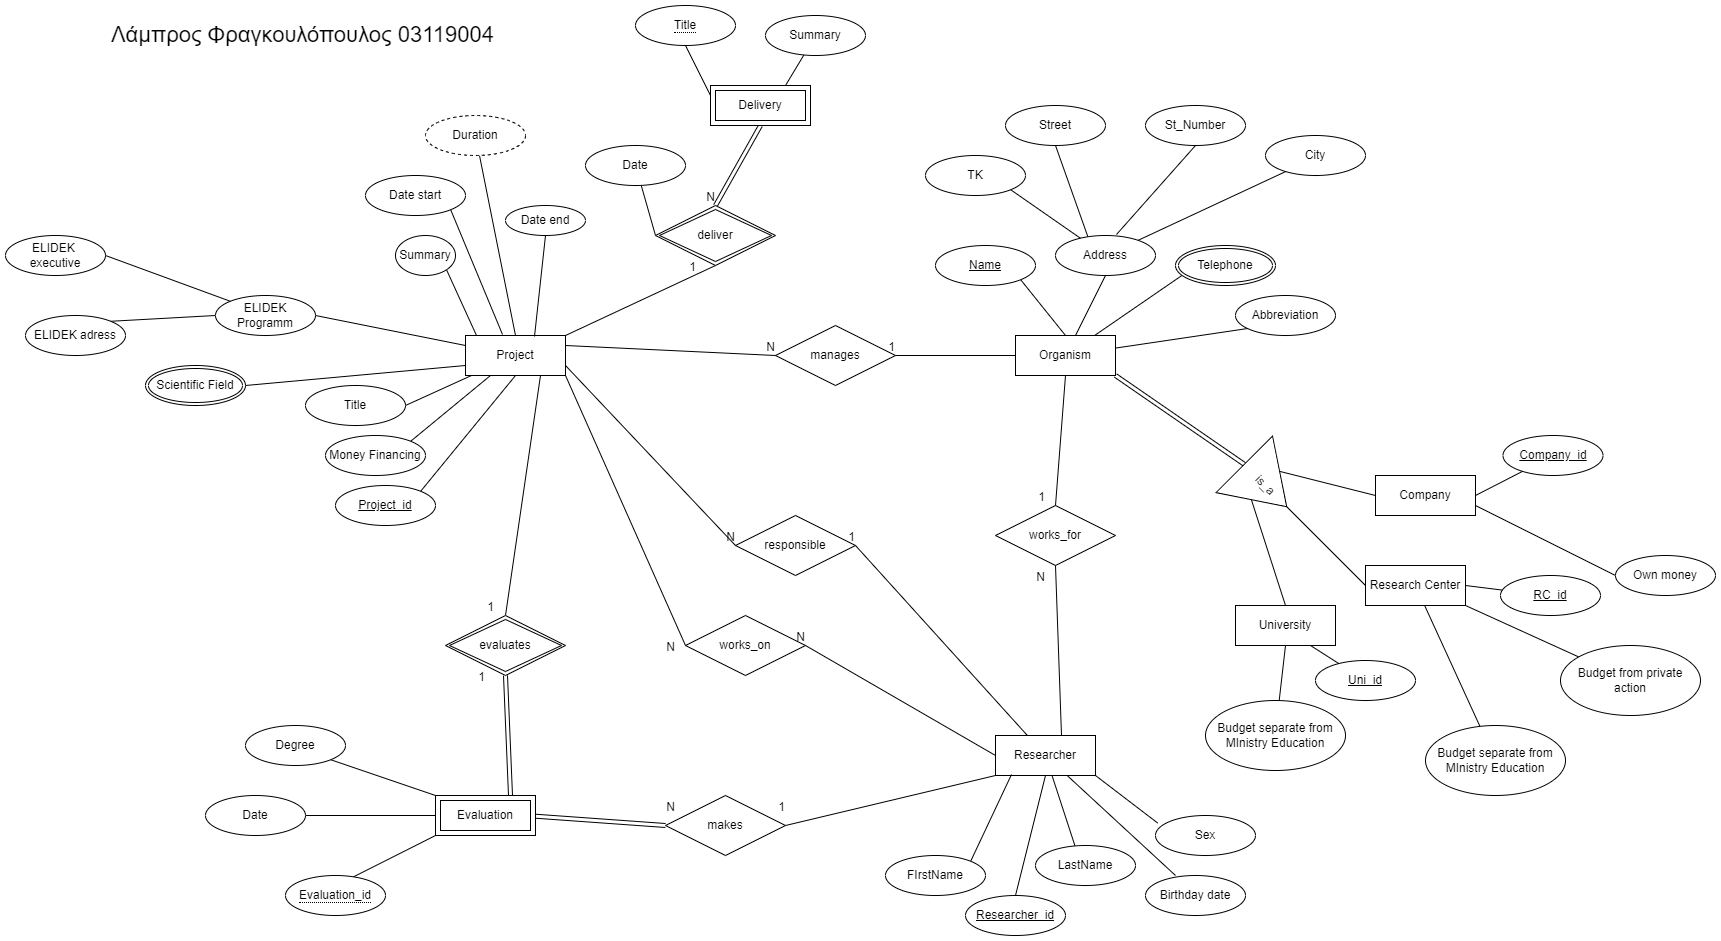 Λάμπρος Φραγκουλόπουλος 03119004
Title
Summary
Delivery
Duration
Date
Date start
Date end
Summary
N
deliver
1
ELIDEK
executive
ELIDEK
Programm
ELIDEK adress
Scientific Field
Title
Money Financing
Project_id
Project
N
manages
1
Street
St_Number
City
TK
Address
Name
Telephone
Abbreviation
Organism
is_a
Company_id
Company
Own money
Research Center
RC_id
University
Uni_id
Budget from private
action
Budget separate from
MInistry Education
Budget separate from
MInistry Education
1
works_for
N
N
responsible
1
N
works_on
N
1
evaluates
1
Degree
Date
Evaluation
Evaluation_id
N
makes
1
Researcher
FIrstName
Researcher_id
LastName
Birthday date
Sex